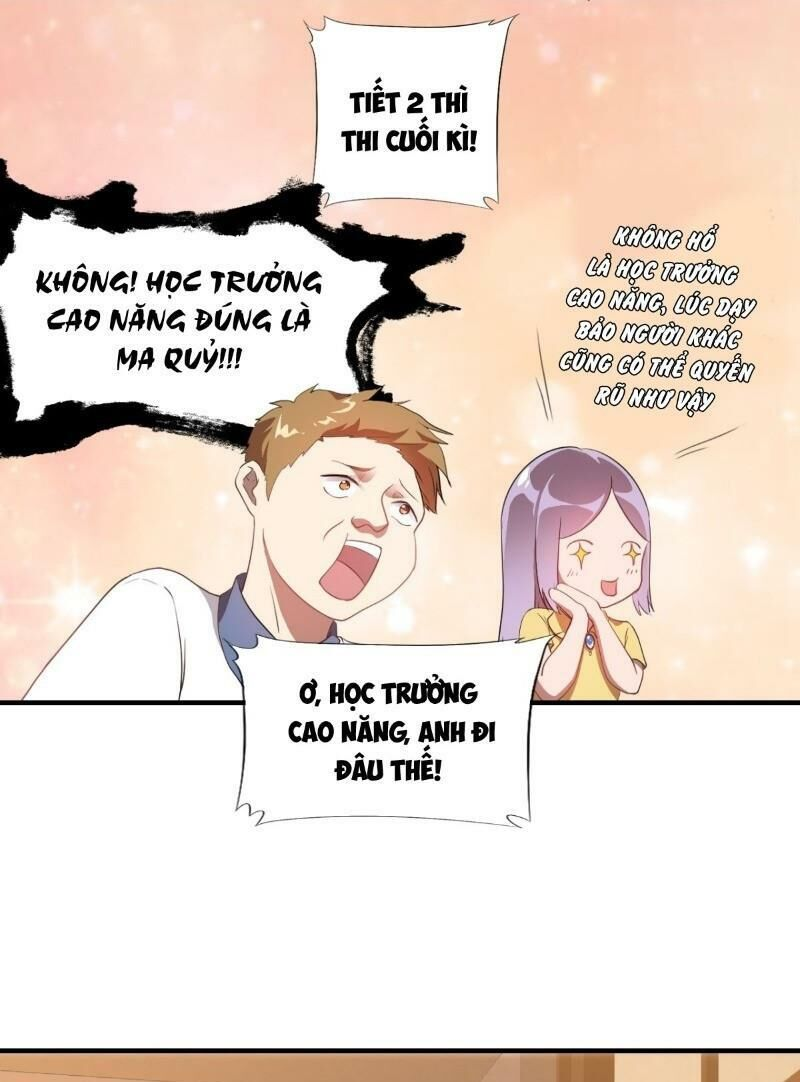 TIẾT 2 THÌ
THI CUỐI KÌ!
KHÔNG! HỌC TRƯỞNG
CAO NĂNG ĐÚNG LÀ
MA QUỶ!!!
KHÔNG HỔ
LÀ HỌC TRƯỞNG
CAO NĂNG, LÚC DẠY
BẢO NGƯỜI KHÁC
CŨNG CÓ THỂ QUYẾN
RŨ NHƯ VẬY
Ơ, HỌC TRƯỞNG
CAO NĂNG, ANH ĐI
ĐÂU THẾ!